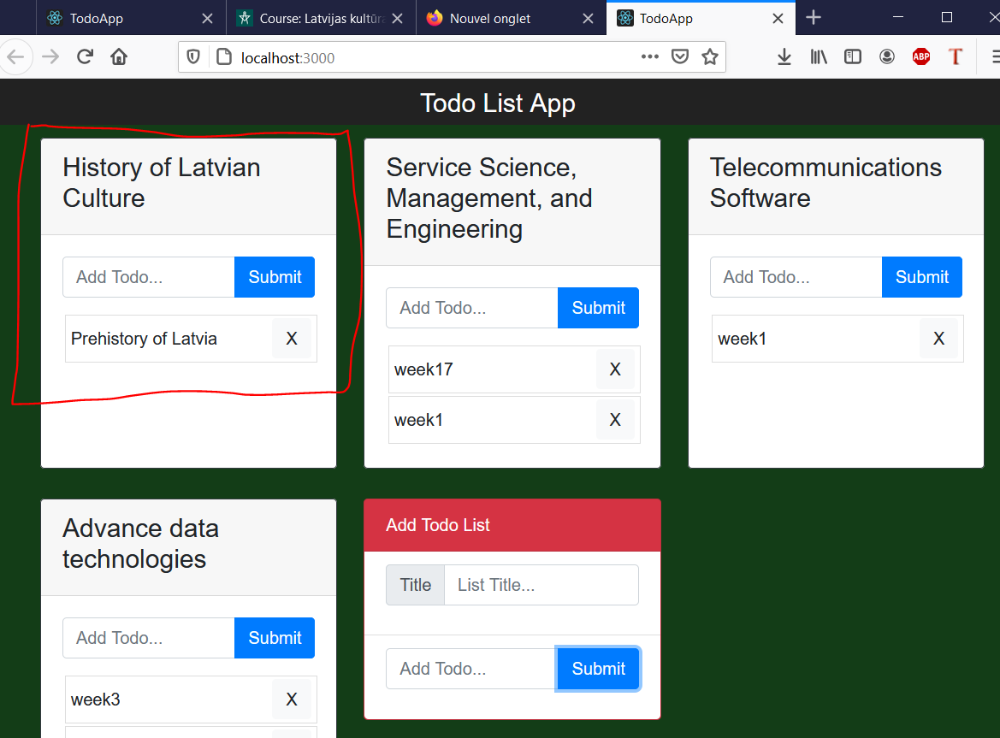 TodoApp
Course: Latvijas kultūra
Nouvel onglet
TodoApp
localhost:3000
ABP
T
Todo List App
History of Latvian
Culture
Add Todo...
Submit
Prehistory of Latvia
X
Service Science,
Management, and
Engineering
Add Todo...
Submit
week17
X
week1
X
Telecommunications
Software
Add Todo...
Submit
week1
X
Advance data
technologies
Add Todo...
Submit
week3
X
Add Todo List
Title
List Title...
Add Todo...
Submit